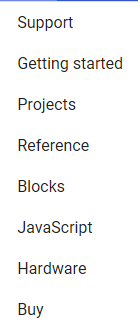 Support
Getting started
Projects
Reference
Blocks
JavaScript
Hardware
Buy